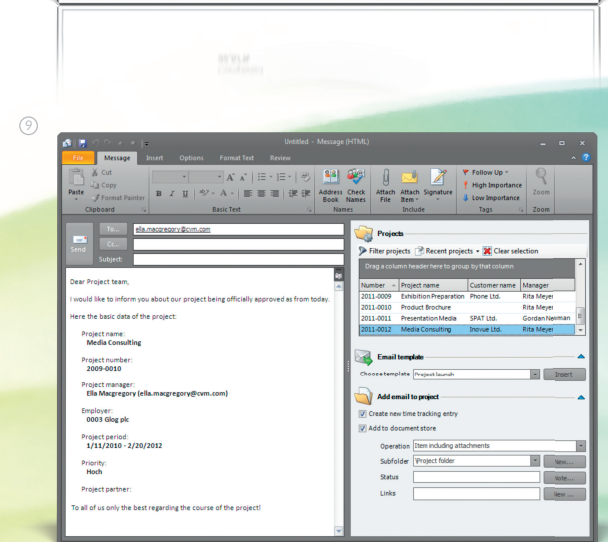 9
Untitled - Message (HTML)
File Message Insert Options Format Text Review
Paste
Cut
Copy
Format Painter
Clipboard
B I U
Basic Text
Address Book
Check Names
Names
Attach File
Attach Item
Signature
Include
Follow Up
High Importance
Low Importance
Tags
Zoom
Zoom
Send
To... ella.macgregory@cvm.com
Cc...
Subject:
Dear Project team,
I would like to inform you about our project being officially approved as from today.
Here the basic data of the project:
Project name:
Media Consulting
Project number:
2009-0010
Project manager:
Ella Macgregory (ella.macgregory@cvm.com)
Employer:
0003 Glog plc
Project period:
1/11/2010 - 2/20/2012
Priority:
Hoch
Project partner:
To all of us only the best regarding the course of the project!
Projects
Filter projects Recent projects Clear selection
Drag a column header here to group by that column
Number Project name Customer name Manager
2011-0009 Exhibition Preparation Phone Ltd. Rita Meyer
2011-0010 Product Brochure Rita Meyer
2011-0011 Presentation Media SPAT Ltd. Gordan Newman
2011-0012 Media Consulting Inovue Ltd. Rita Meyer
Email template
Choose template Project launch Insert
Add email to project
Create new time tracking entry
Add to document store
Operation Item including attachments
Subfolder \Project folder New...
Status Vote...
Links New ...